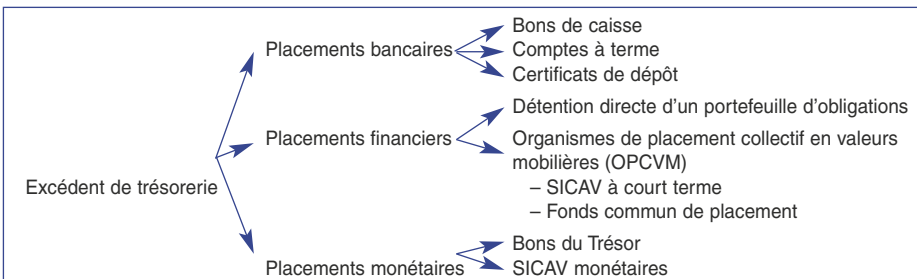 Bons de caisse
Placements bancaires
Comptes à terme
Certificats de dépôt
Détention directe d'un portefeuille d'obligations
Placements financiers
Organismes de placement collectif en valeurs
mobilières (OPCVM)
– SICAV à court terme
Excédent de trésorerie
– Fonds commun de placement
Bons du Trésor
Placements monétaires
SICAV monétaires